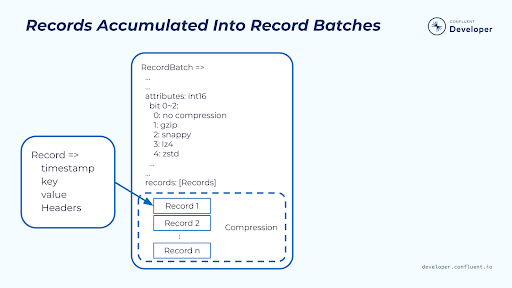 Records Accumulated Into Record Batches
CONFLUENT
Developer
RecordBatch =>
...
...
attributes: int16
bit 0~2:
0: no compression
1: gzip
2: snappy
3: lz4
4: zstd
...
...
records: [Records]
Record =>
timestamp
key
value
Headers
Record 1
Record 2
:
Record n
Compression
developer.confluent.io